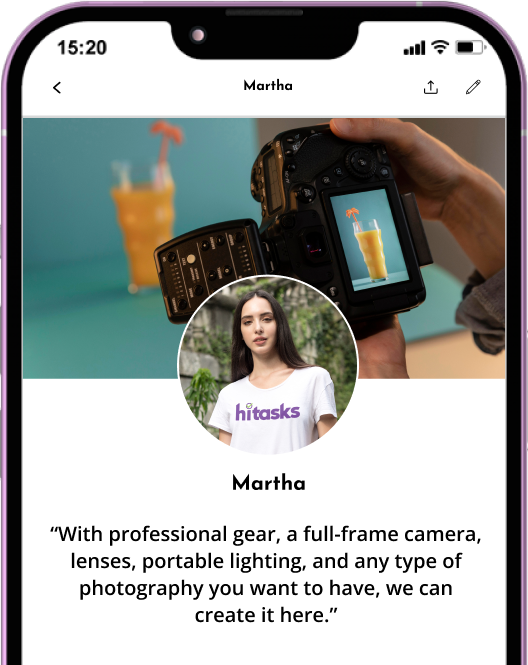 15:20
Martha
hitasks
Martha
“With professional gear, a full-frame camera,
lenses, portable lighting, and any type of
photography you want to have, we can
create it here.”